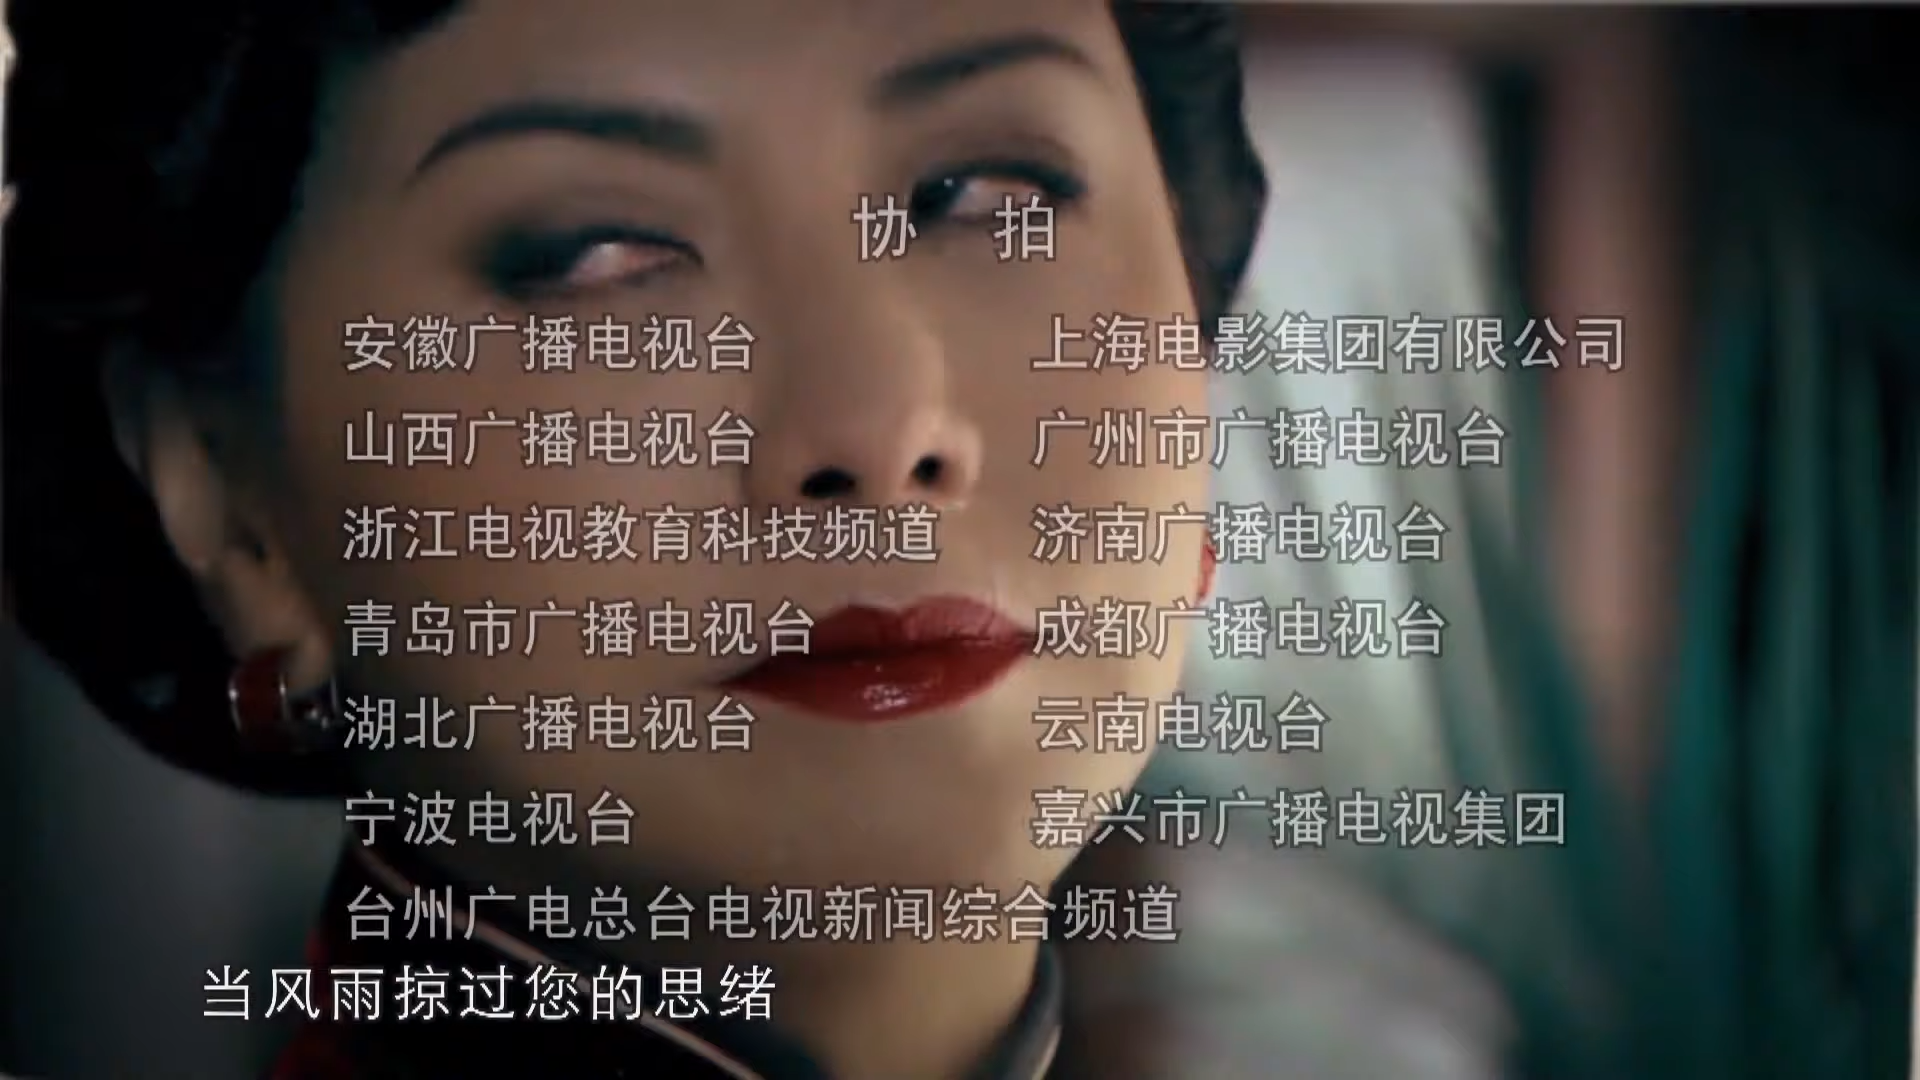 协 拍
安徽广播电视台 上海电影集团有限公司
山西广播电视台 广州市广播电视台
浙江电视教育科技频道 济南广播电视台
青岛市广播电视台 成都广播电视台
湖北广播电视台 云南电视台
宁波电视台 嘉兴市广播电视集团
台州广电总台电视新闻综合频道
当风雨掠过您的思绪